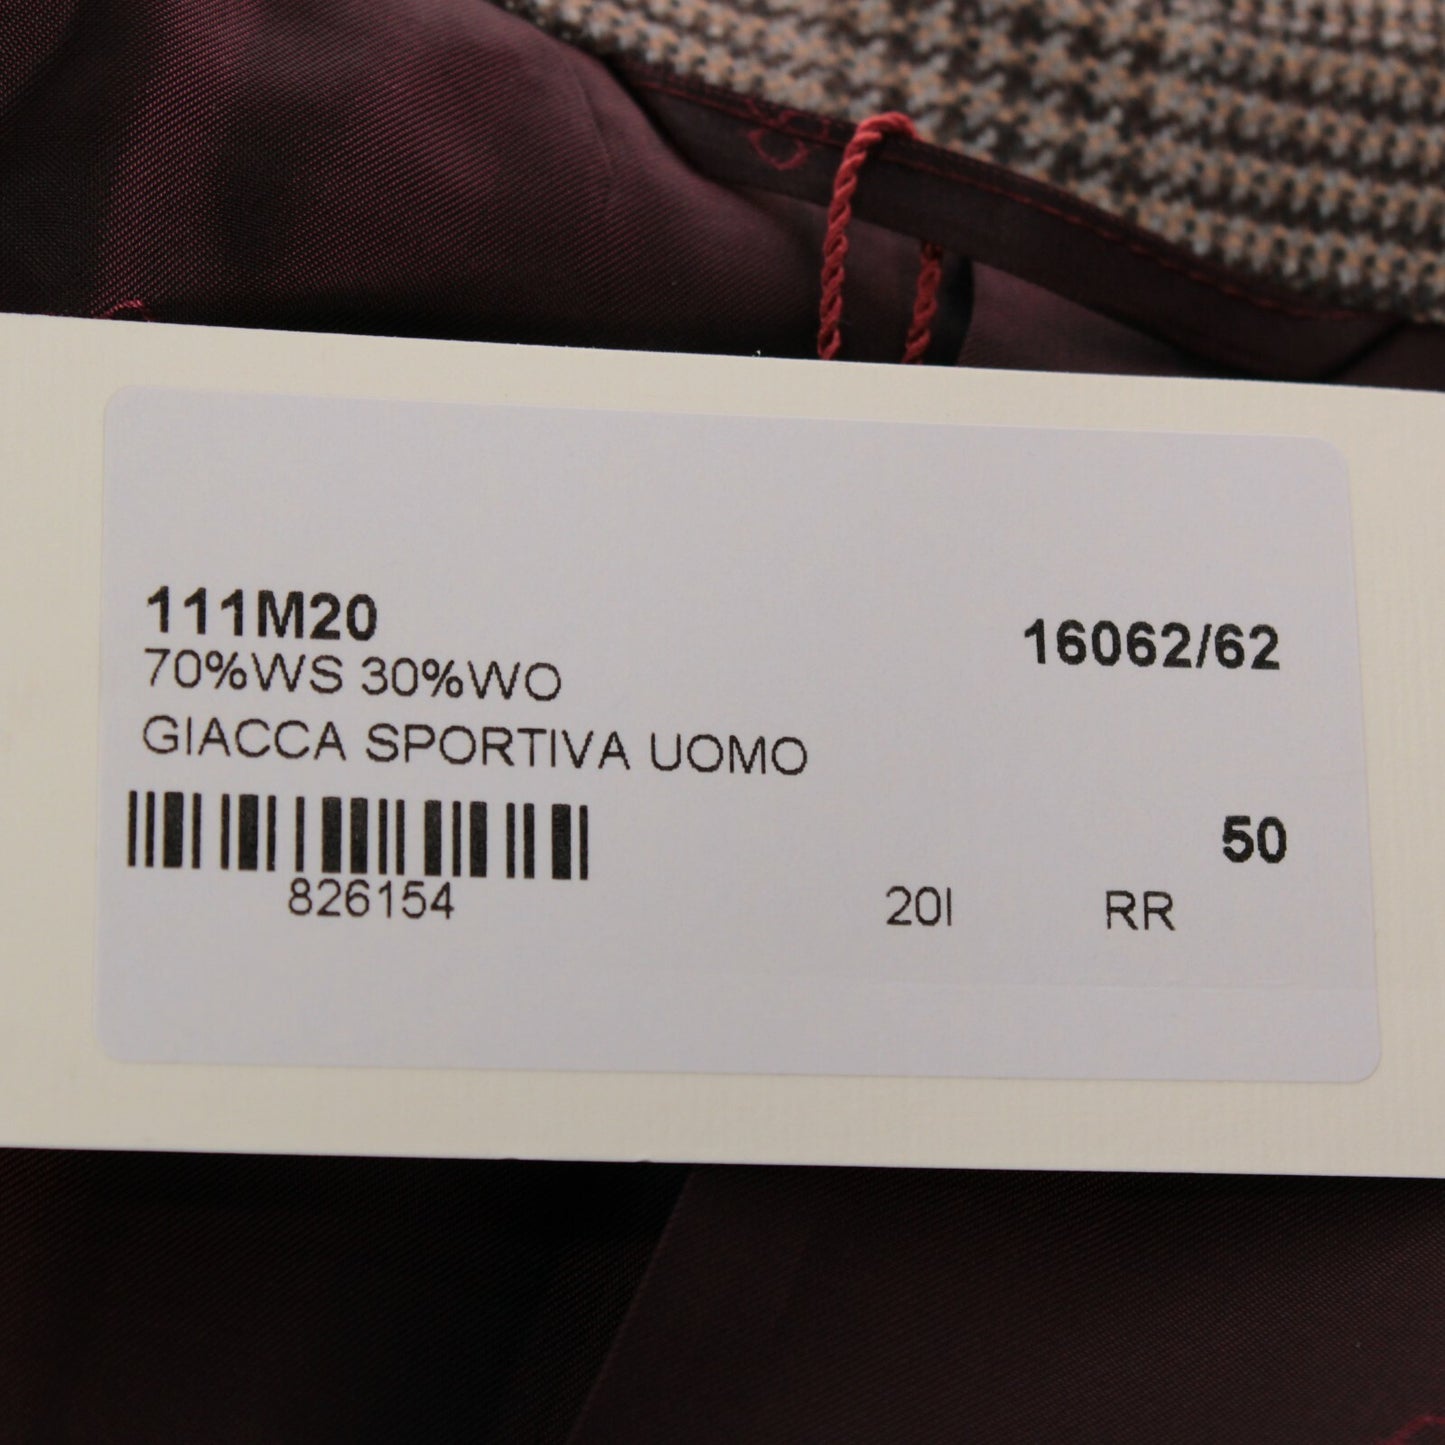 111M20
16062/62
70%WS 30%WO
GIACCA SPORTIVA UOMO
50
826154
20I
RR